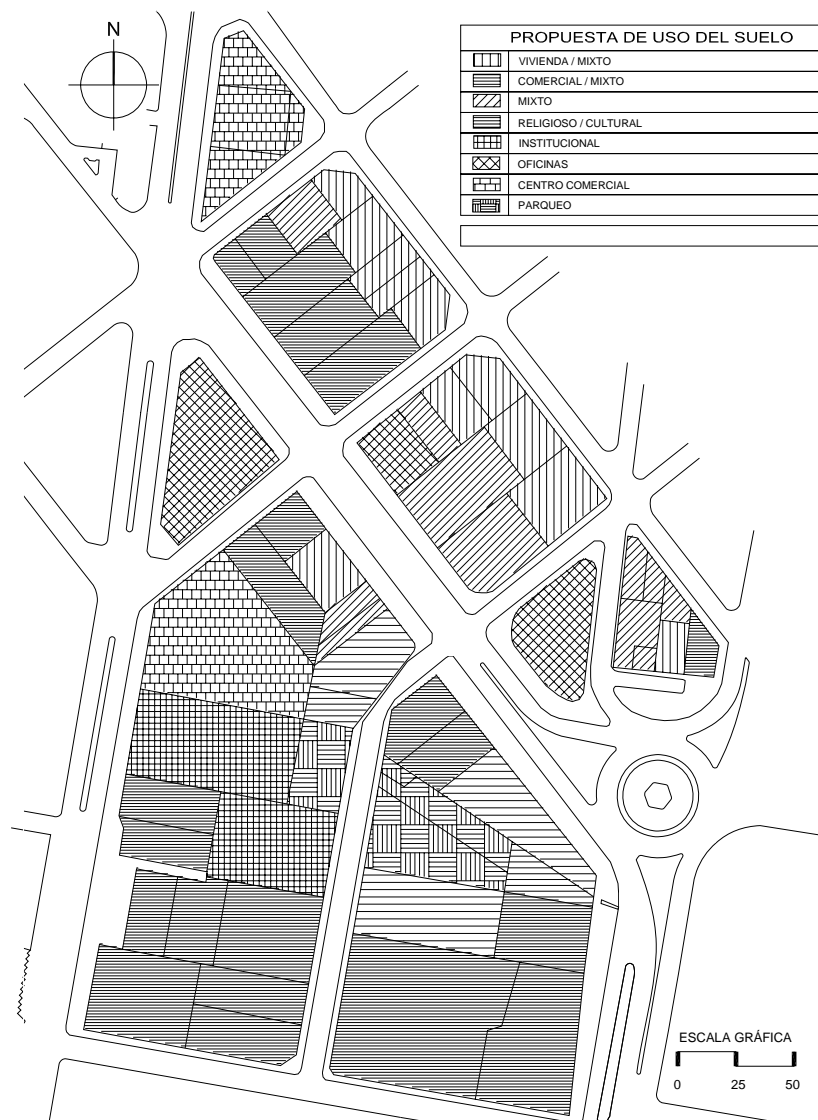 N
PROPUESTA DE USO DEL SUELO
VIVIENDA / MIXTO
COMERCIAL / MIXTO
MIXTO
RELIGIOSO / CULTURAL
INSTITUCIONAL
OFICINAS
CENTRO COMERCIAL
PARQUEO
ESCALA GRÁFICA
0 25 50